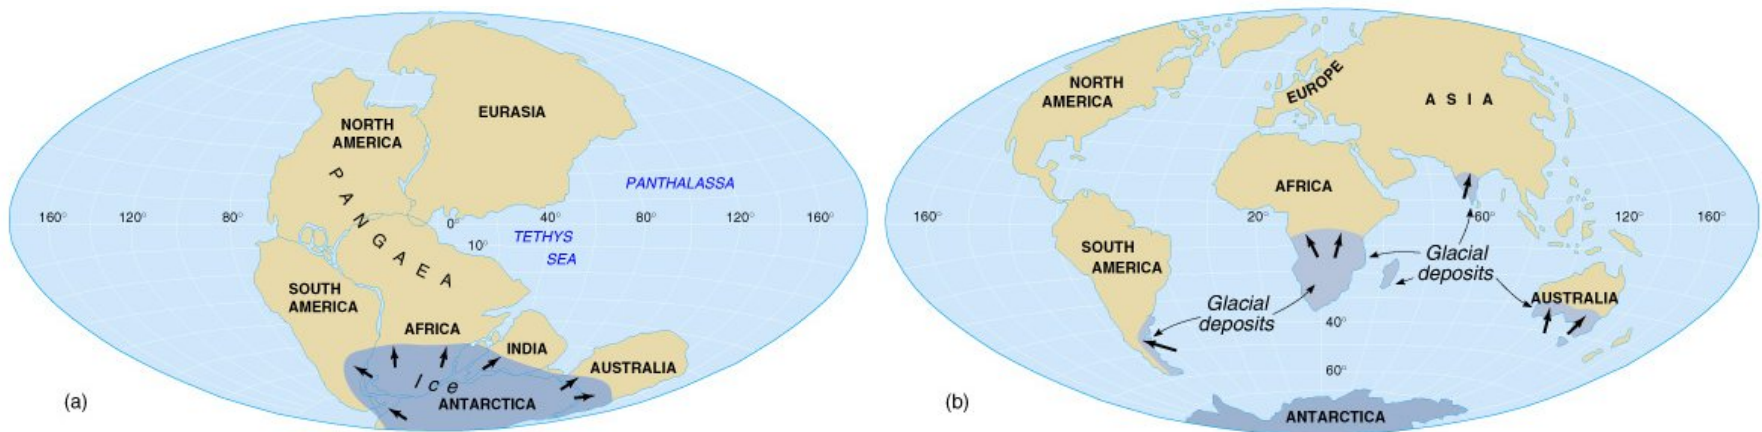 EURASIA
NORTH
AMERICA
PANGAEA
PANTHALASSA
160°
120°
80°
0°
40°
80°
120°
160°
10°
TETHYS
SEA
SOUTH
AMERICA
AFRICA
INDIA
AUSTRALIA
Ice
ANTARCTICA
(a)
NORTH
AMERICA
EUROPE
ASIA
AFRICA
160°
20°
60°
120°
160°
SOUTH
AMERICA
Glacial
deposits
Glacial
deposits
AUSTRALIA
40°
60°
ANTARCTICA
(b)